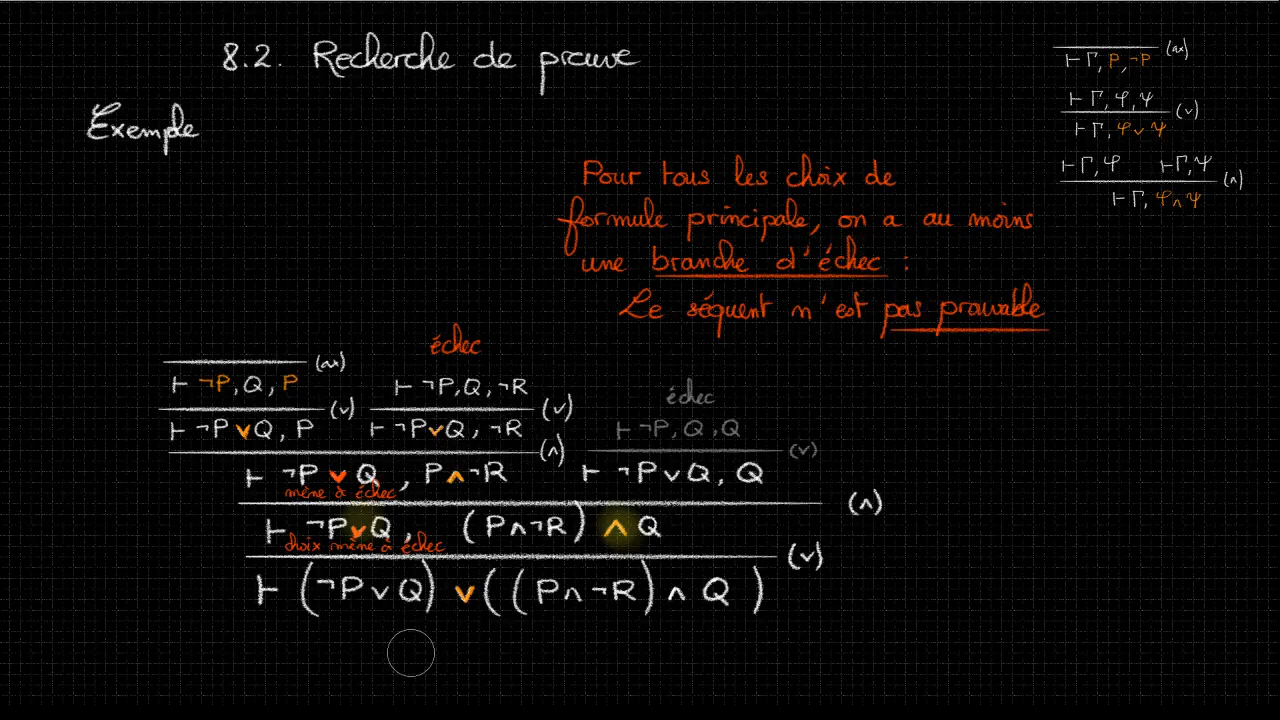 8.2. Recherche de preuve
(ax)
⊢ Γ, P, ¬P
Exemple
⊢ Γ, φ, ψ
(∨)
⊢ Γ, φ ∨ ψ
⊢ Γ, φ ⊢ Γ, ψ
(∧)
⊢ Γ, φ ∧ ψ
Pour tous les choix de
formule principale, on a au moins
une branche d'échec :
Le séquent n'est pas prouvable
échec
(ax)
⊢ ¬P, Q, P
(∨)
⊢ ¬P, Q, ¬R
(∨)
échec
⊢ ¬P ∨ Q, P
⊢ ¬P ∨ Q, ¬R
(∧)
⊢ ¬P, Q, Q
(∨)
⊢ ¬P ∨ Q, P ∧ ¬R
⊢ ¬P ∨ Q, Q
mène à échec
(∧)
⊢ ¬P ∨ Q, (P ∧ ¬R) ∧ Q
choix mène à échec
(∨)
⊢ (¬P ∨ Q) ∨ ((P ∧ ¬R) ∧ Q)